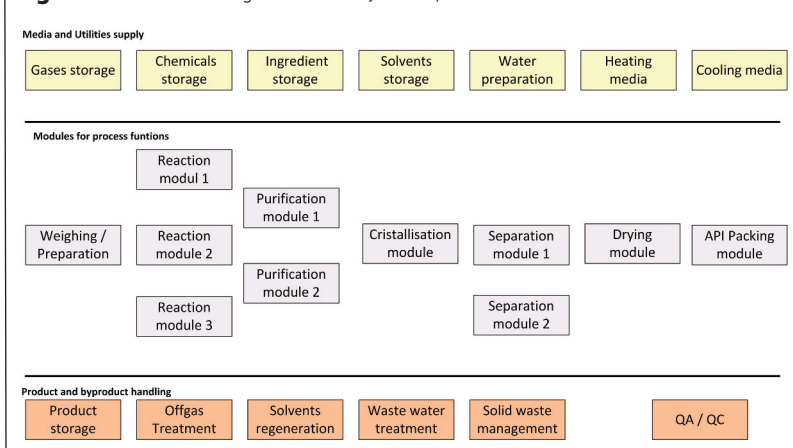 Media and Utilities supply
Gases storage
Chemicals
storage
Ingredient
storage
Solvents
storage
Water
preparation
Heating
media
Cooling media
Modules for process funtions
Reaction
modul 1
Purification
module 1
Weighing /
Preparation
Reaction
module 2
Cristallisation
module
Separation
module 1
Drying
module
API Packing
module
Purification
module 2
Reaction
module 3
Separation
module 2
Product and byproduct handling
Product
storage
Offgas
Treatment
Solvents
regeneration
Waste water
treatment
Solid waste
management
QA / QC